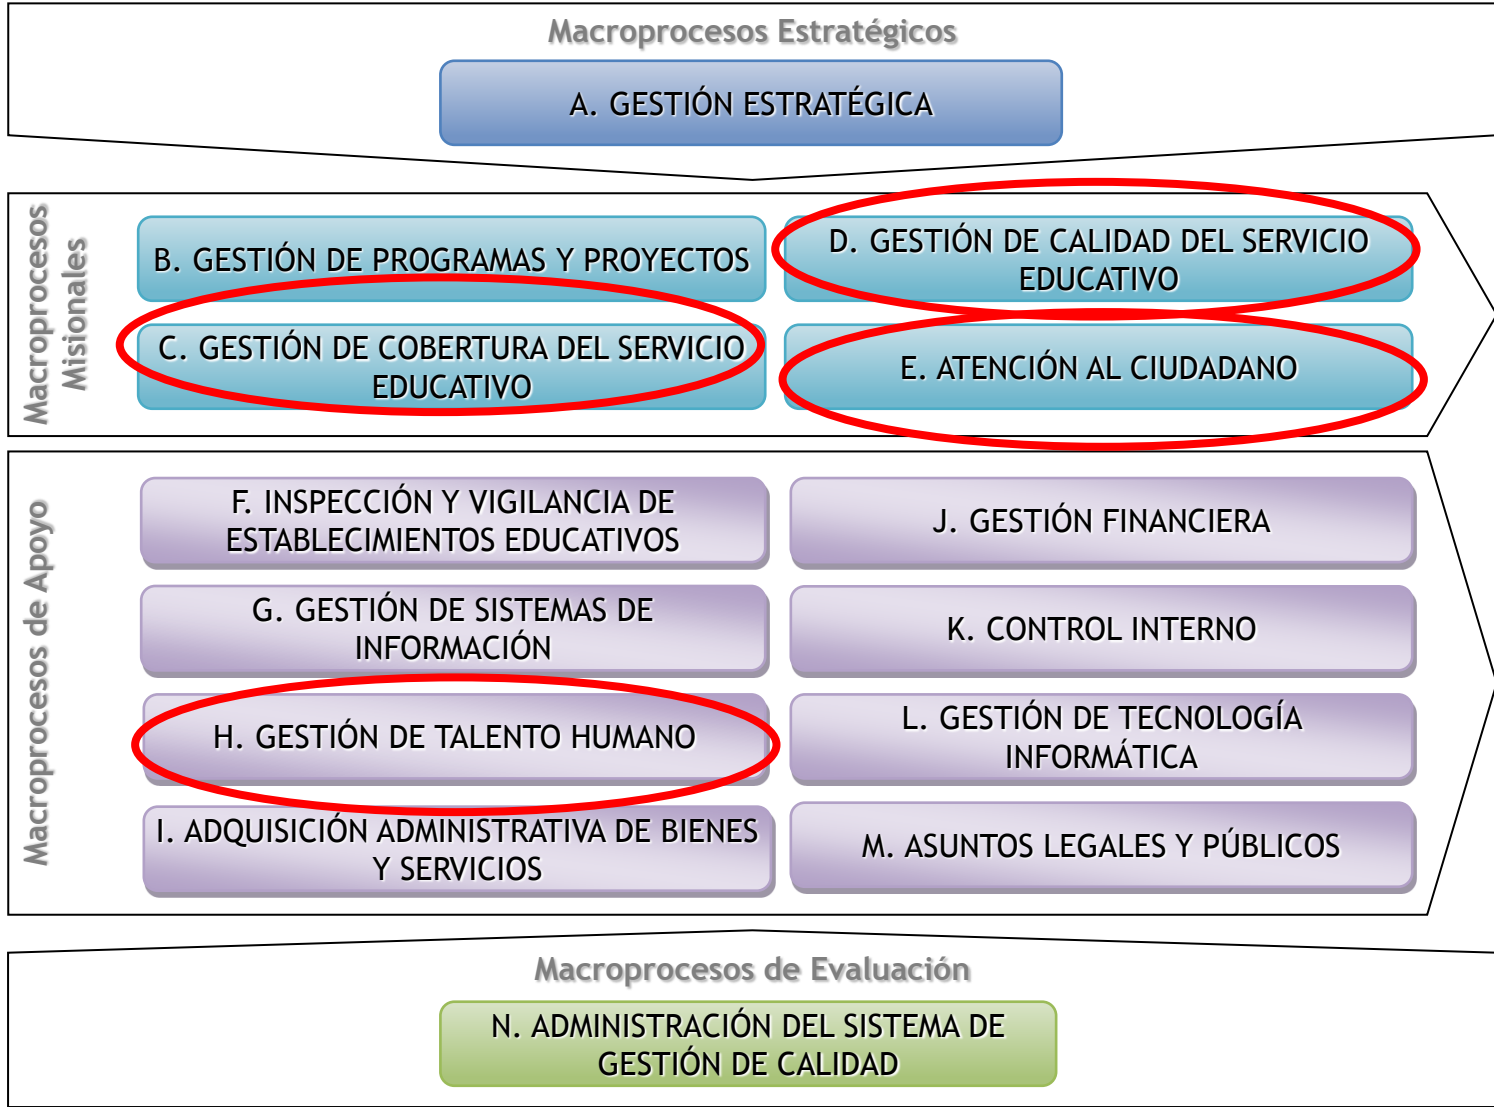 Macroprocesos Estratégicos
A. GESTIÓN ESTRATÉGICA
Macroprocesos
Misionales
B. GESTIÓN DE PROGRAMAS Y PROYECTOS
D. GESTIÓN DE CALIDAD DEL SERVICIO
EDUCATIVO
C. GESTIÓN DE COBERTURA DEL SERVICIO
EDUCATIVO
E. ATENCIÓN AL CIUDADANO
Macroprocesos de Apoyo
F. INSPECCIÓN Y VIGILANCIA DE
ESTABLECIMIENTOS EDUCATIVOS
J. GESTIÓN FINANCIERA
G. GESTIÓN DE SISTEMAS DE
INFORMACIÓN
K. CONTROL INTERNO
H. GESTIÓN DE TALENTO HUMANO
L. GESTIÓN DE TECNOLOGÍA
INFORMÁTICA
I. ADQUISICIÓN ADMINISTRATIVA DE BIENES
Y SERVICIOS
M. ASUNTOS LEGALES Y PÚBLICOS
Macroprocesos de Evaluación
N. ADMINISTRACIÓN DEL SISTEMA DE
GESTIÓN DE CALIDAD